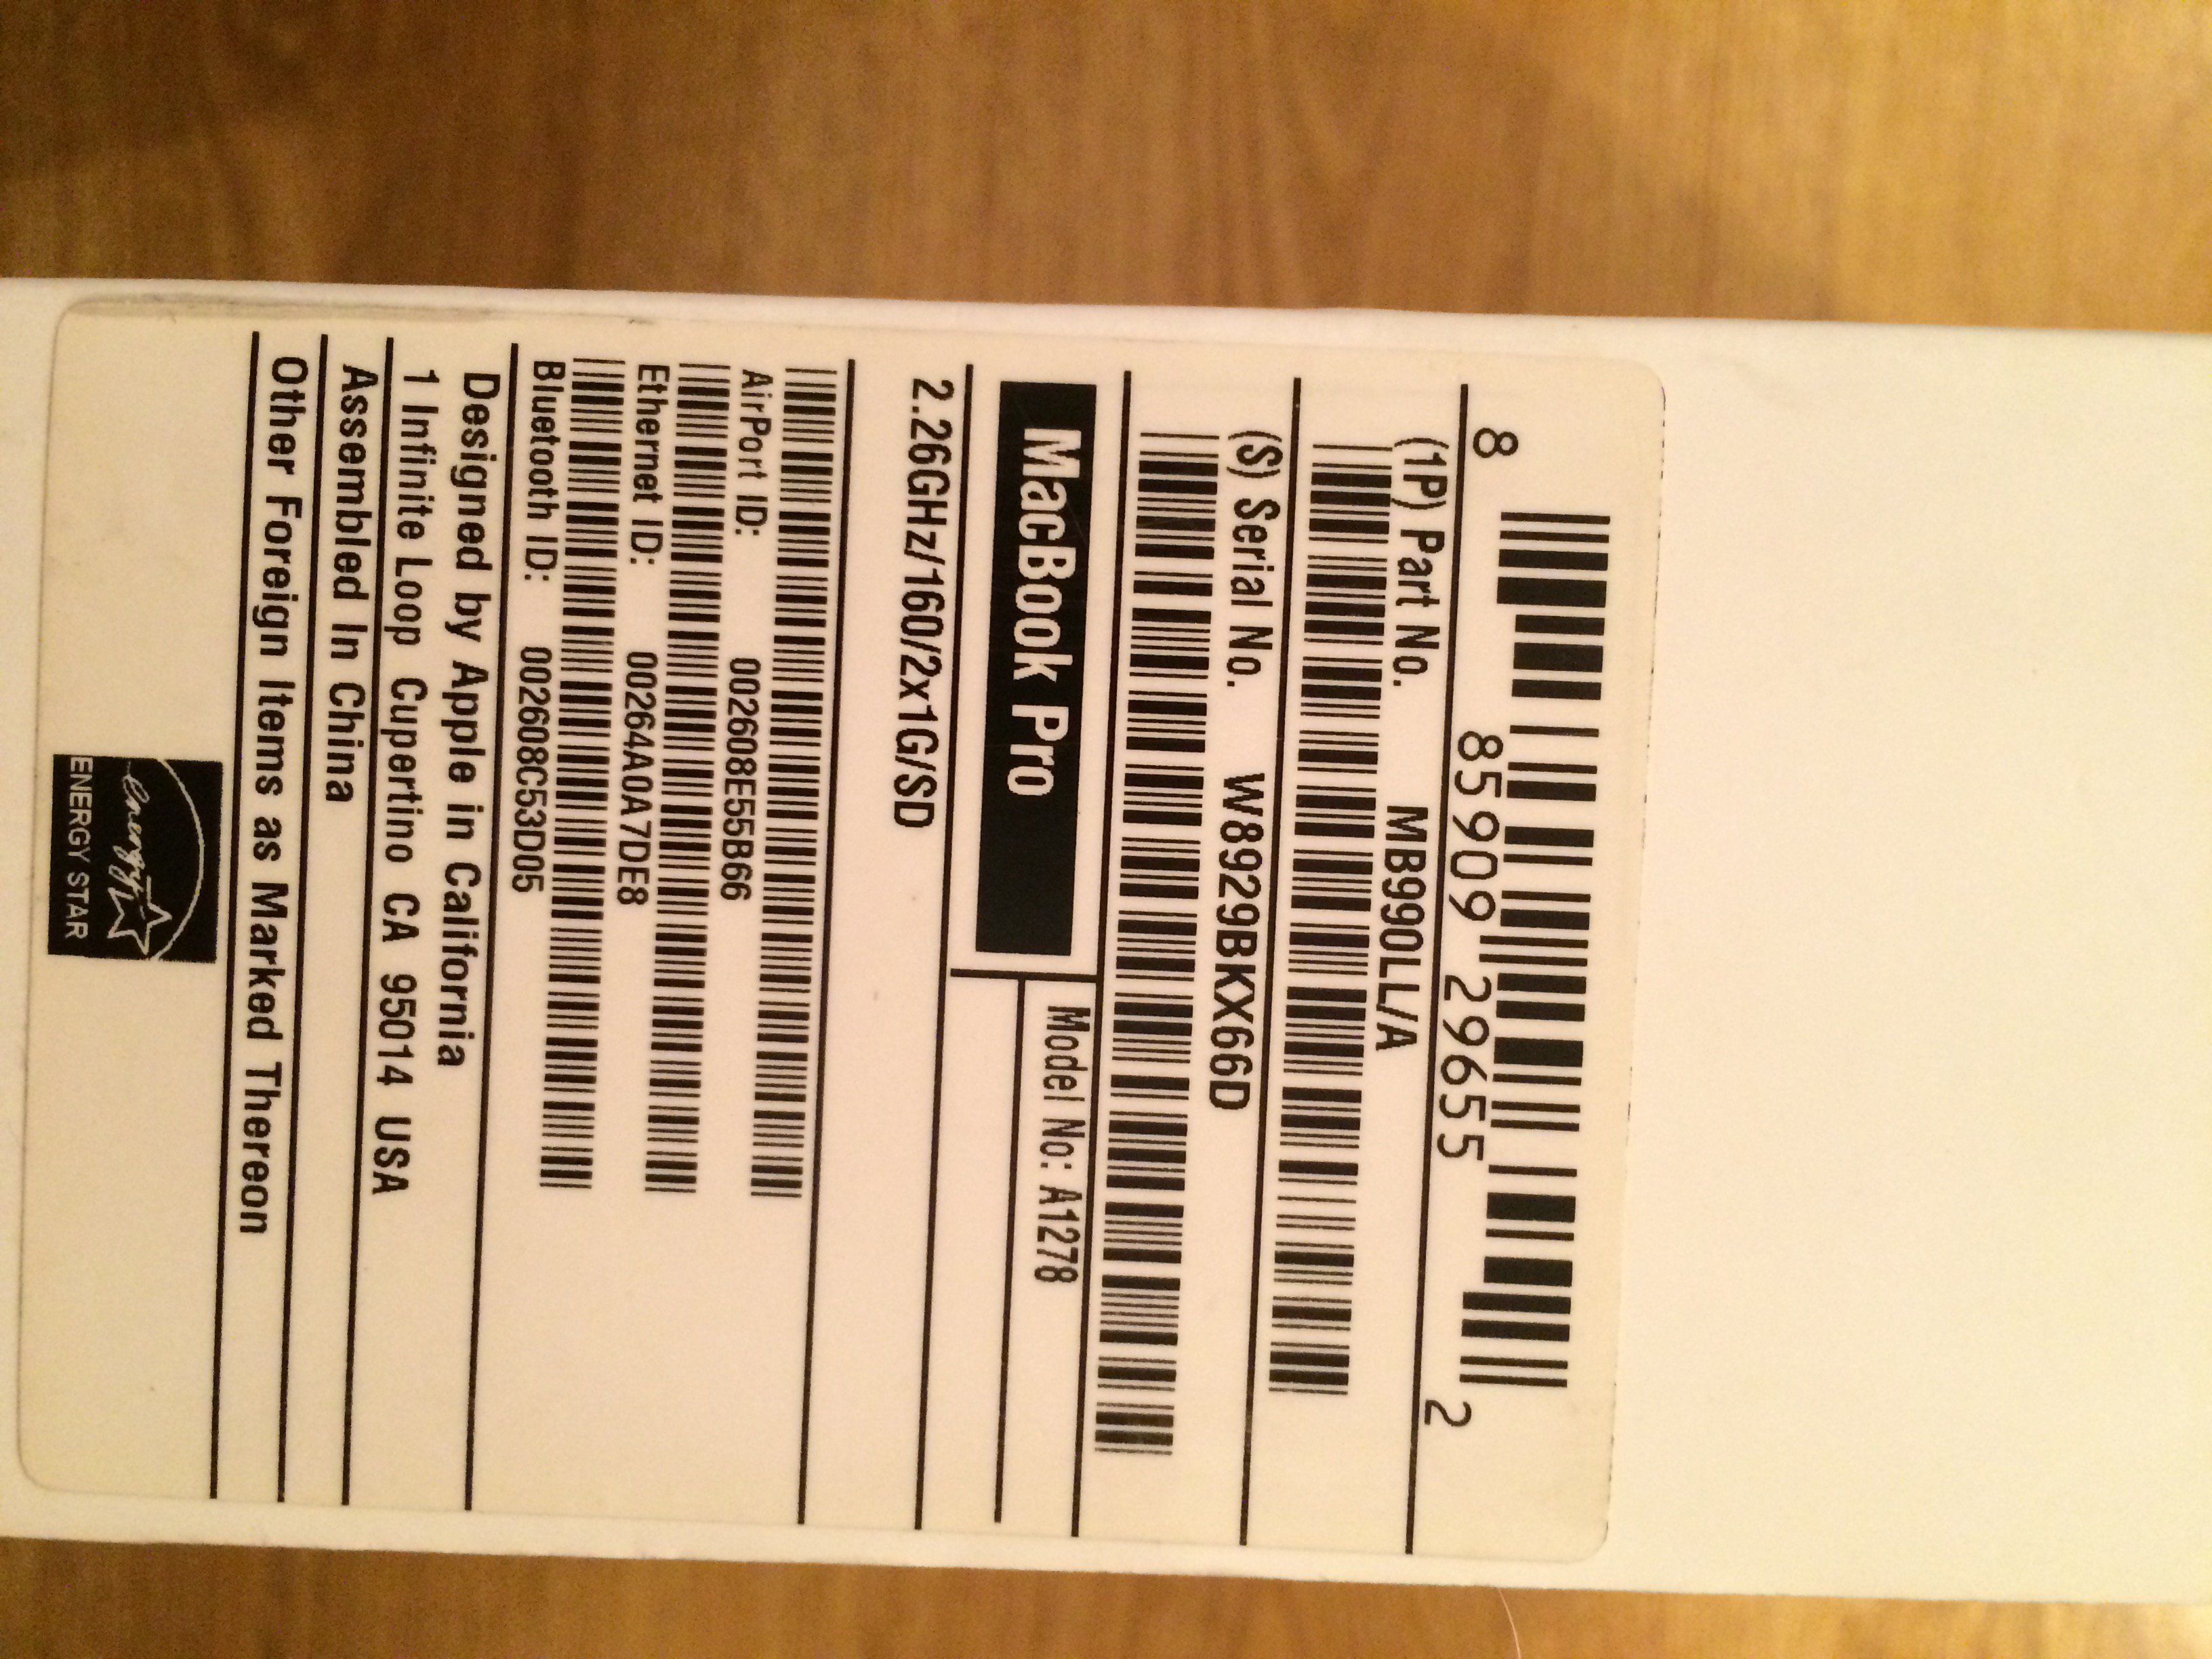 8 85909 29655 2
(1P) Part No. MB990LL/A
(S) Serial No. W8929BKX66D
MacBook Pro
Model No: A1278
2.26GHz/160/2x1G/SD
AirPort ID: 002608E55B66
Ethernet ID: 00264A0A7DE8
Bluetooth ID: 002608C53D05
Designed by Apple in California
1 Infinite Loop Cupertino CA 95014 USA
Assembled In China
Other Foreign Items as Marked Thereon
energy
ENERGY STAR